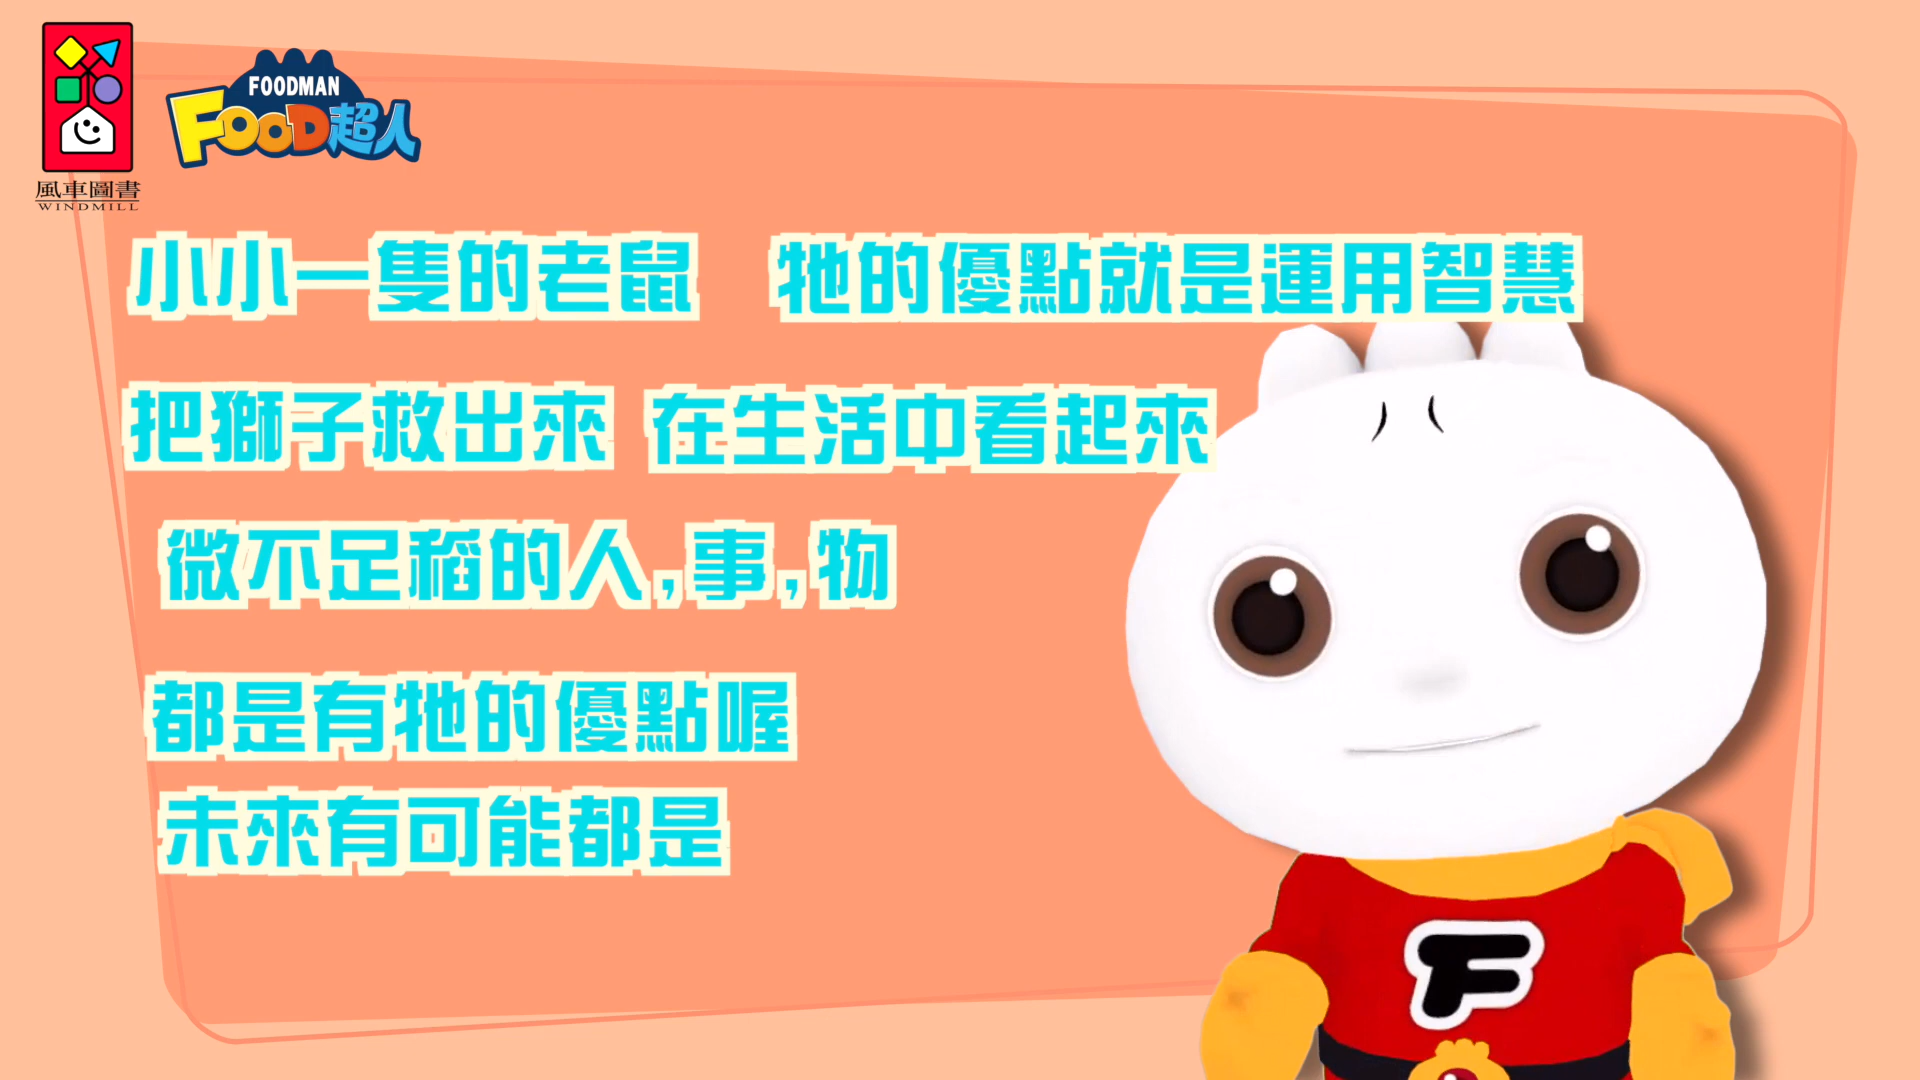 風車圖書
WINDMILL
FOODMAN
FOOD超人
小小一隻的老鼠 牠的優點就是運用智慧
把獅子救出來 在生活中看起來
微不足稻的人,事,物
都是有牠的優點喔
未來有可能都是
F